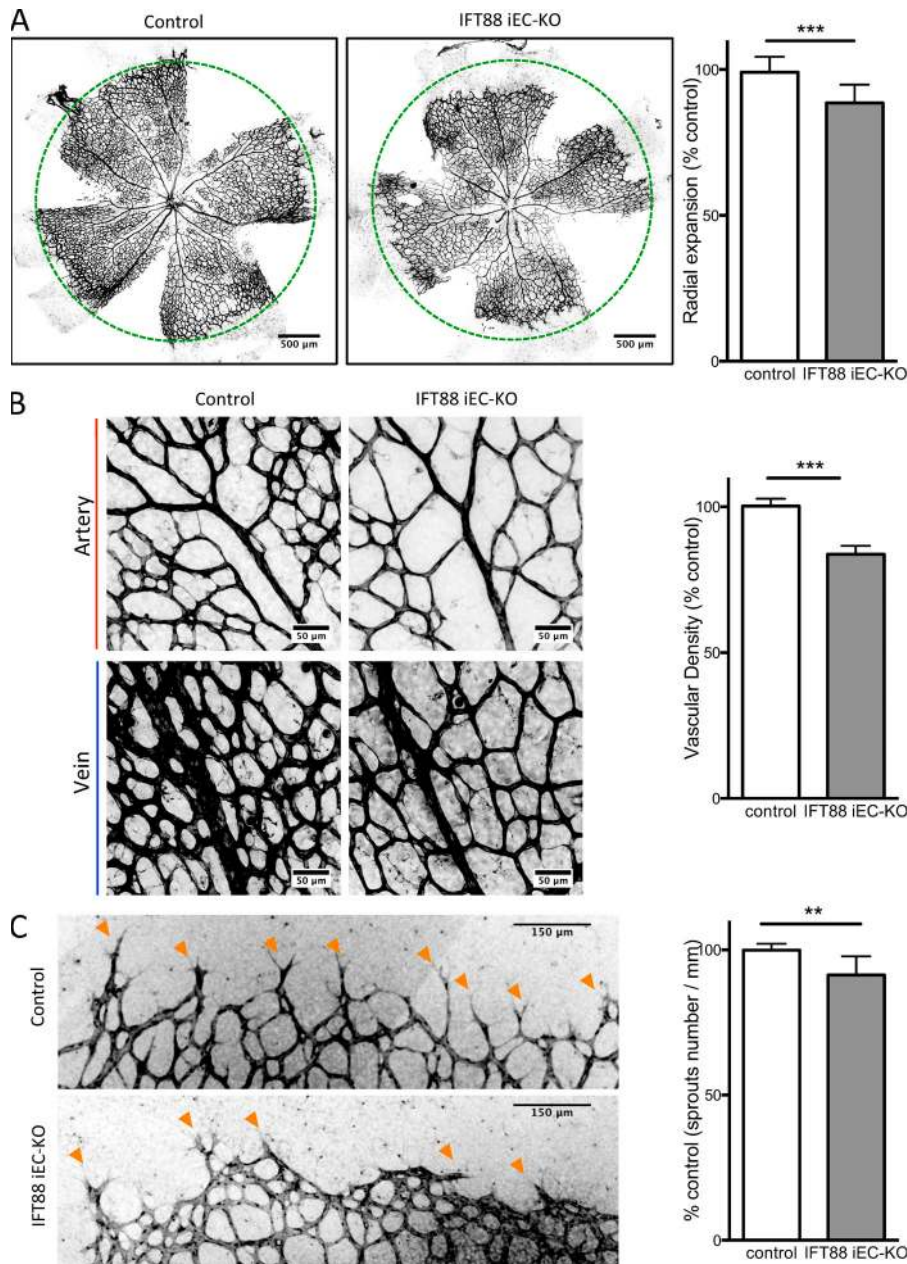 A
Control
IFT88 iEC-KO
500 µm
500 µm
***
Radial expansion (% control)
100
50
0
control
IFT88 iEC-KO
B
Control
IFT88 iEC-KO
Artery
50 µm
50 µm
Vein
50 µm
50 µm
***
Vascular Density (% control)
100
50
0
control
IFT88 iEC-KO
C
Control
150 µm
IFT88 iEC-KO
150 µm
**
% control (sprouts number / mm)
100
50
0
control
IFT88 iEC-KO